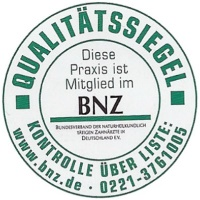 QUALITÄTSSIEGEL
Diese
Praxis ist
Mitglied im
BNZ
BUNDESVERBAND DER NATURHEILKUNDLICH
TÄTIGEN ZAHNÄRZTE IN
DEUTSCHLAND E.V.
KONTROLLE ÜBER LISTE:
www.bnz.de · 0221-3761005